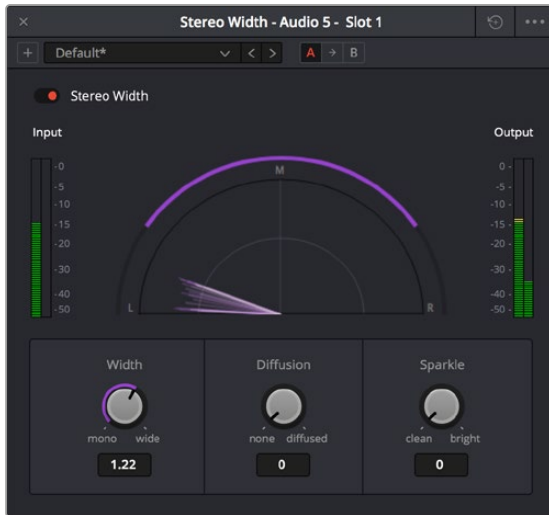 Stereo Width - Audio 5 - Slot 1
Default*
A
B
Stereo Width
Input
Output
M
-0
-5
-10
-15
-20
-30
-40
-50
0-
-5-
-10-
-15-
-20-
-30-
-40-
-50-
L
R
Width
Diffusion
Sparkle
mono wide
none diffused
clean bright
1.22
0
0